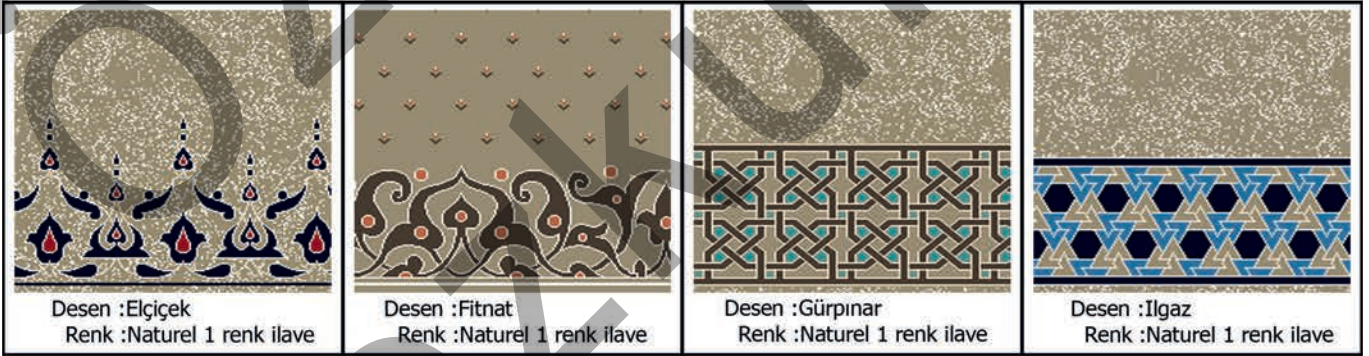 Desen :Elçiçek
Renk :Naturel 1 renk ilave
Desen :Fitnat
Renk :Naturel 1 renk ilave
Desen :Gürpınar
Renk :Naturel 1 renk ilave
Desen :Ilgaz
Renk :Naturel 1 renk ilave